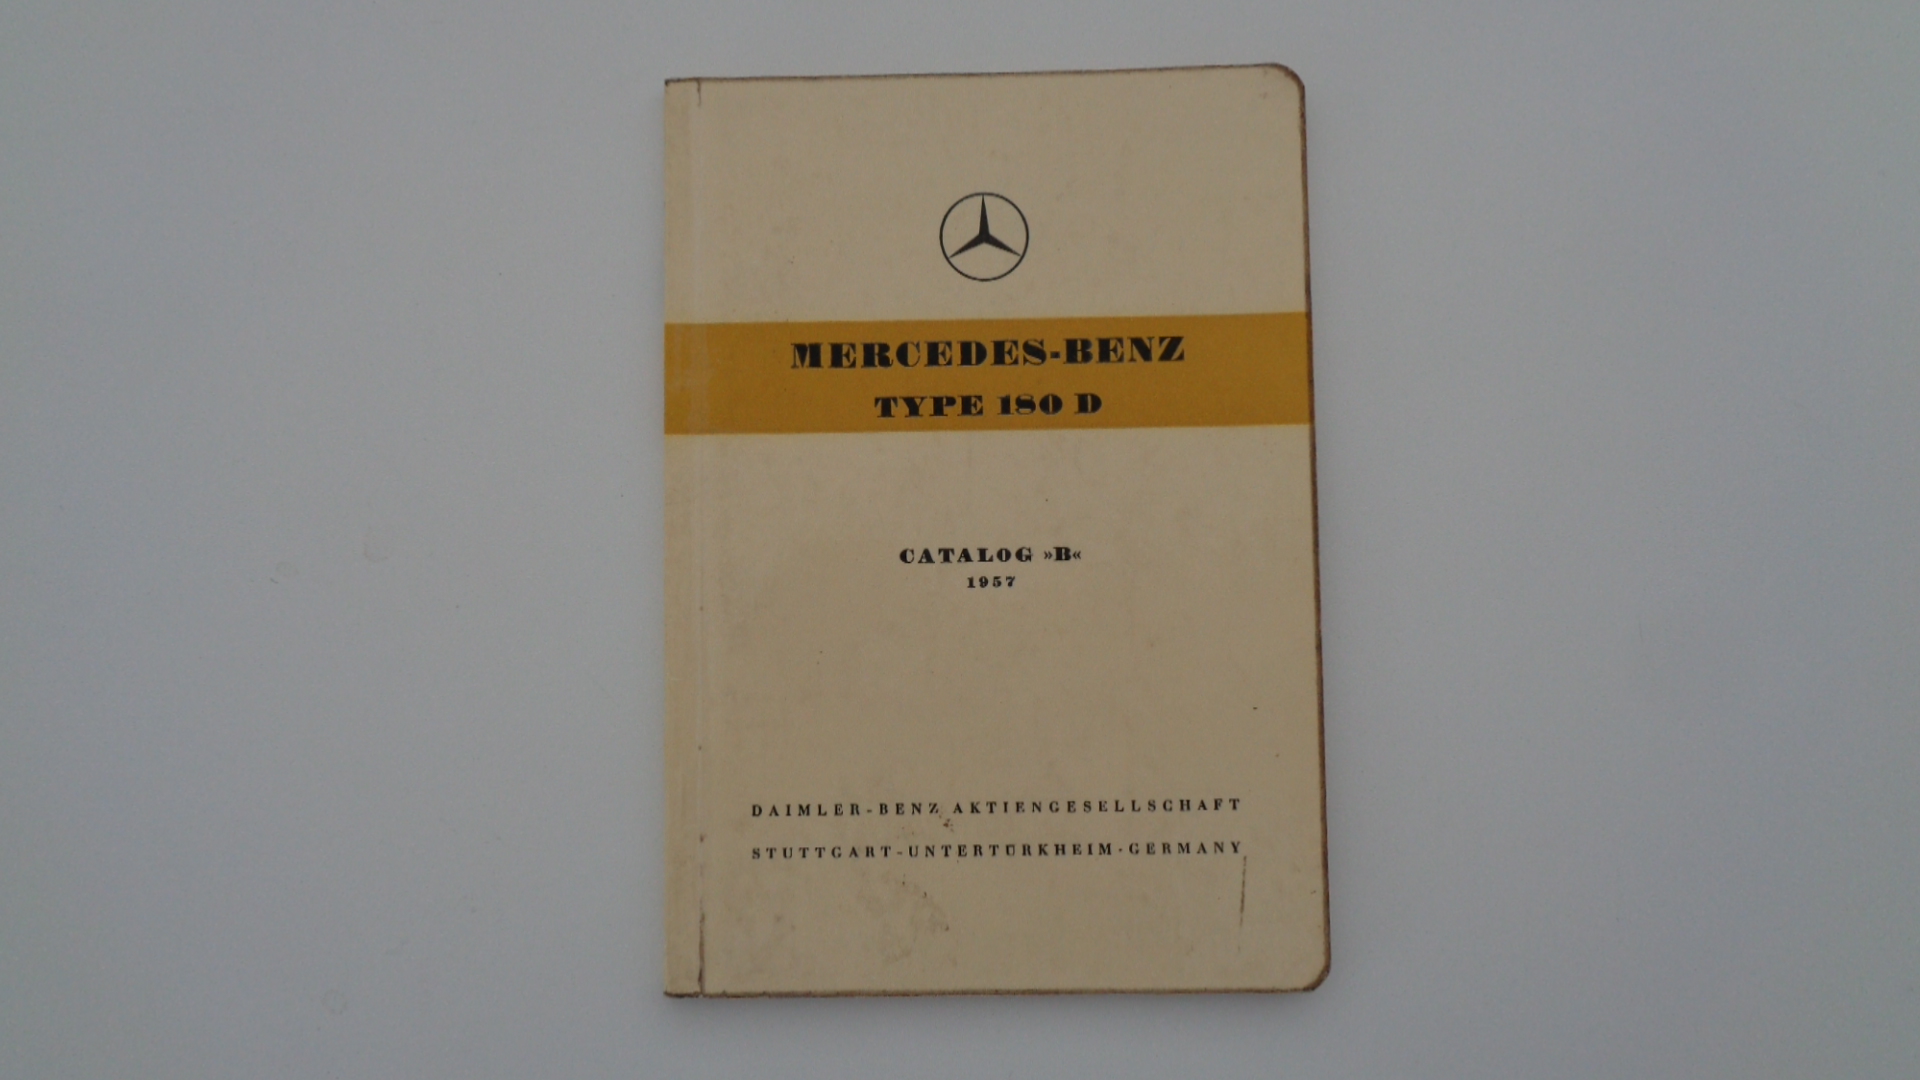 MERCEDES-BENZ
TYPE 180 D
CATALOG »B«
1957
DAIMLER-BENZ AKTIENGESELLSCHAFT
STUTTGART-UNTERTÜRKHEIM-GERMANY